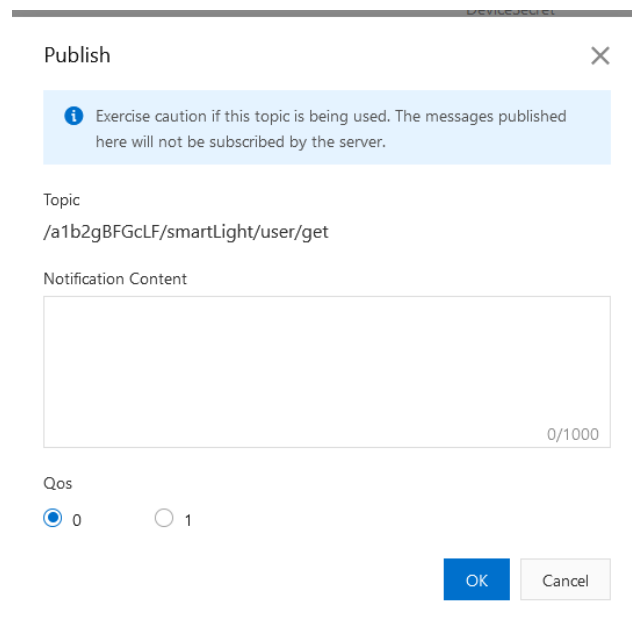 DeviceSecret
Publish
Exercise caution if this topic is being used. The messages published
here will not be subscribed by the server.
Topic
/a1b2gBFGcLF/smartLight/user/get
Notification Content
0/1000
Qos
0 1
OK Cancel